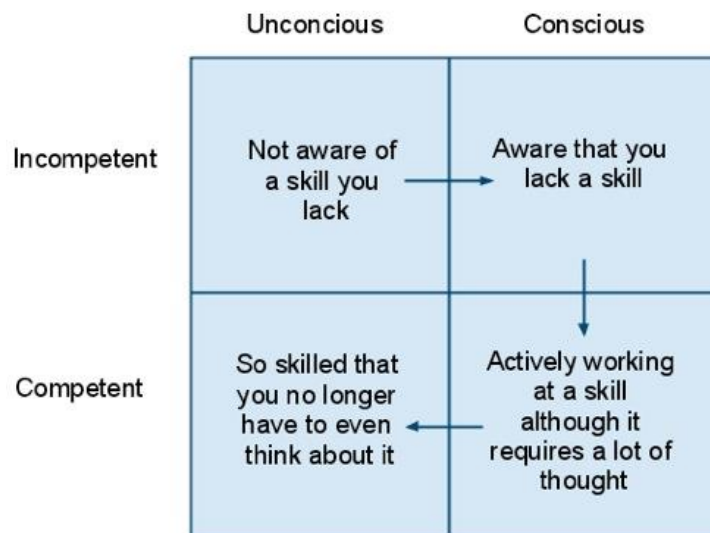 Unconcious
Conscious
Incompetent
Not aware of
a skill you
lack
Aware that you
lack a skill
Competent
So skilled that
you no longer
have to even
think about it
Actively working
at a skill
although it
requires a lot of
thought